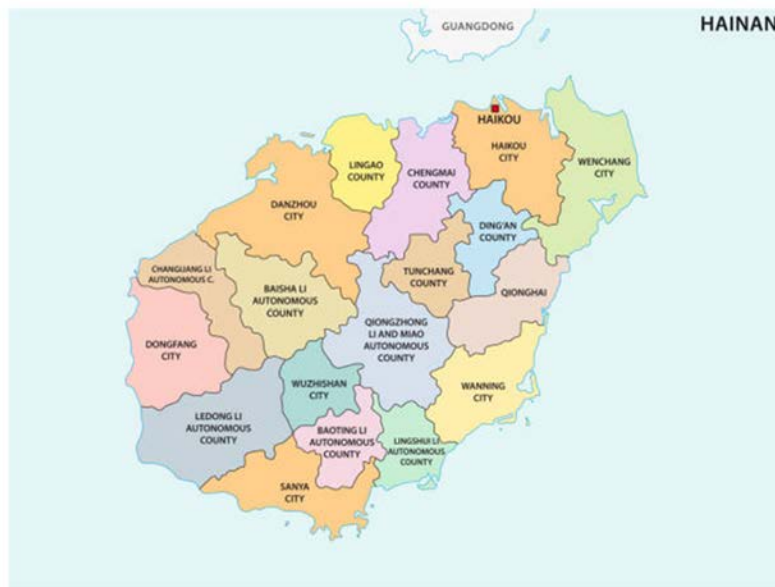 GUANGDONG
HAINAN
HAIKOU
HAIKOU
CITY
WENCHANG
CITY
LINGAO
COUNTY
CHENGMAI
COUNTY
DANZHOU
CITY
DING'AN
COUNTY
CHANGJIANG LI
AUTONOMOUS C.
BAISHA LI
AUTONOMOUS
COUNTY
TUNCHANG
COUNTY
QIONGHAI
DONGFANG
CITY
QIONGZHONG
LI AND MIAO
AUTONOMOUS
COUNTY
WUZHISHAN
CITY
WANNING
CITY
LEDONG LI
AUTONOMOUS
COUNTY
BAOTING LI
AUTONOMOUS
COUNTY
LINGSHUI LI
AUTONOMOUS
COUNTY
SANYA
CITY